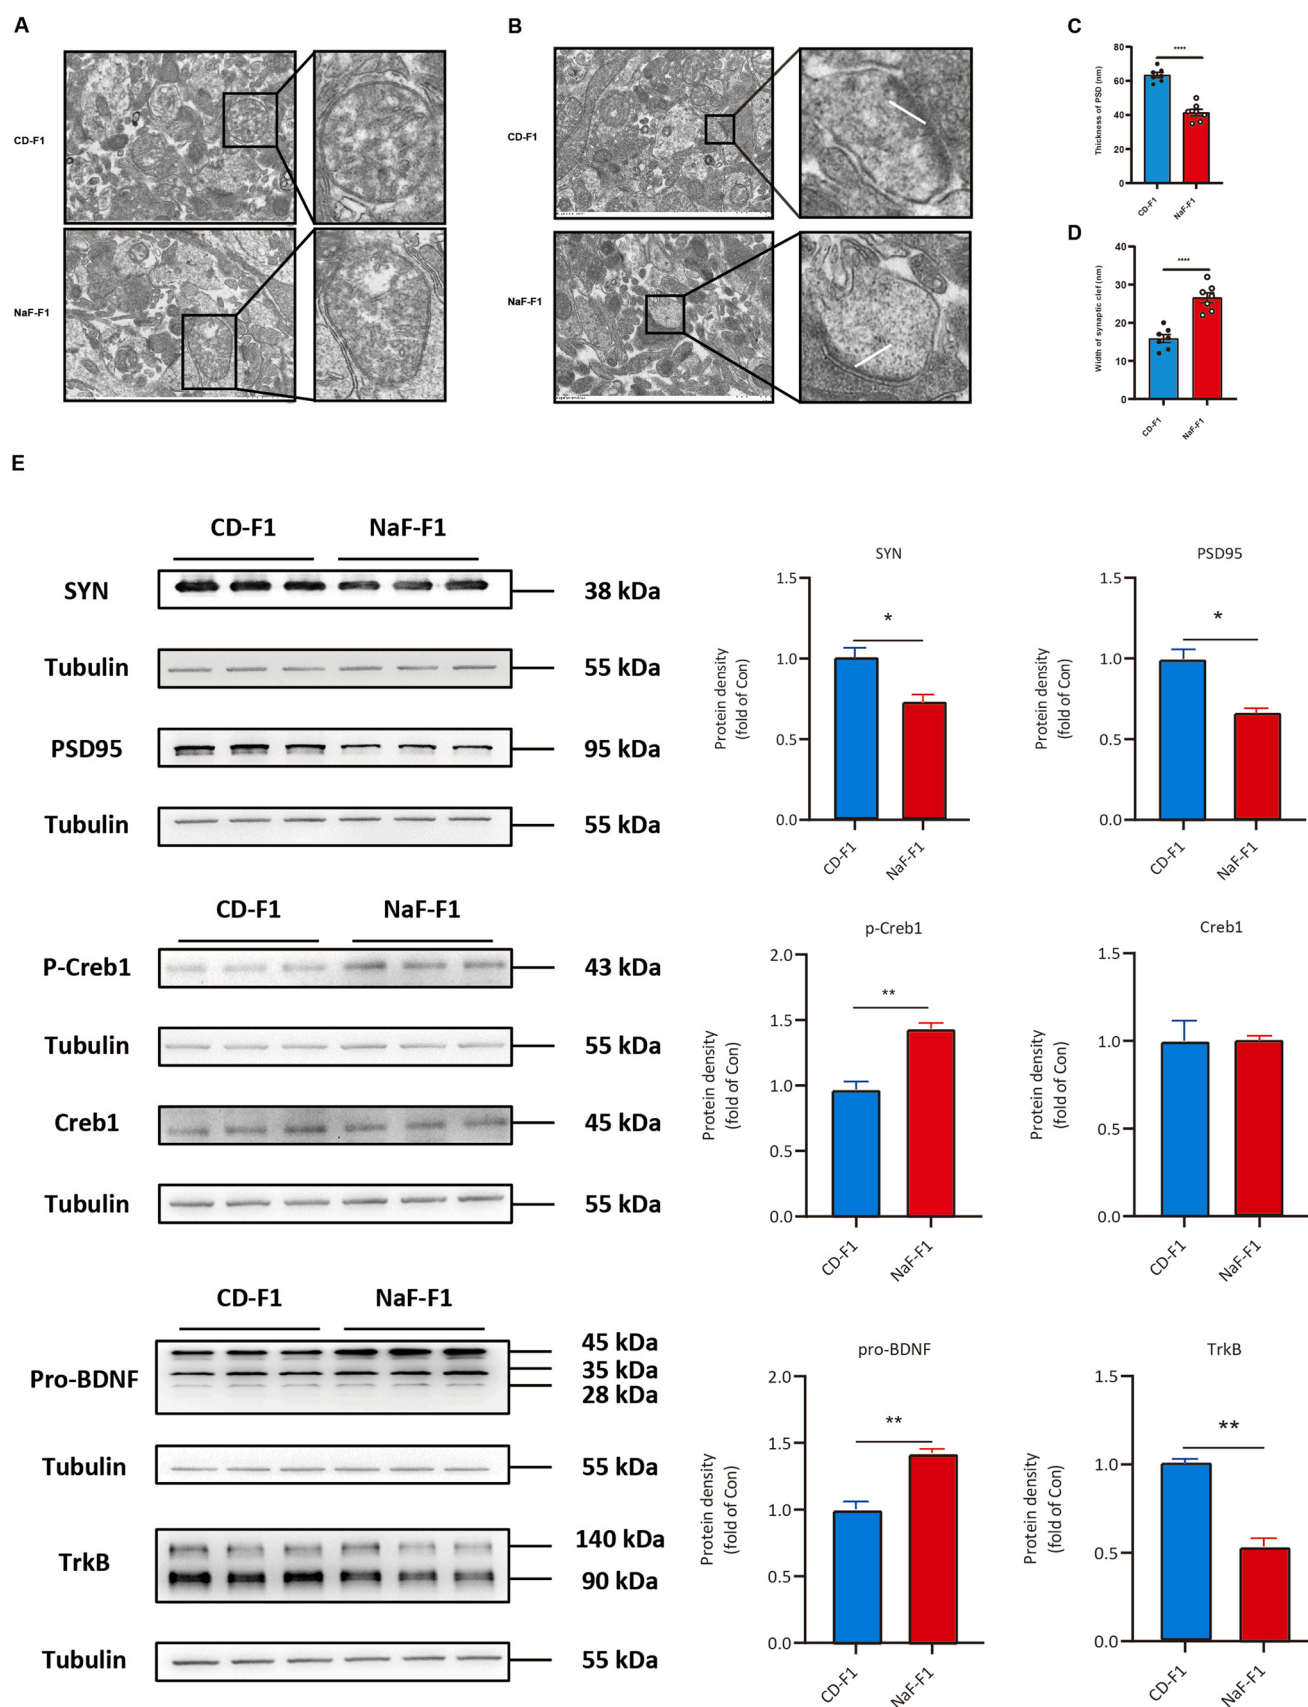 A
CD-F1
NaF-F1
B
CD-F1
NaF-F1
C
Thickness of PSD (nm)
80
60
40
20
0
****
CD-F1
NaF-F1
D
Width of synaptic clef (nm)
40
30
20
10
0
****
CD-F1
NaF-F1
E
CD-F1 NaF-F1
SYN 38 kDa
Tubulin 55 kDa
PSD95 95 kDa
Tubulin 55 kDa
SYN
Protein density
(fold of Con)
1.5
1.0
0.5
0.0
*
CD-F1
NaF-F1
PSD95
Protein density
(fold of Con)
1.5
1.0
0.5
0.0
*
CD-F1
NaF-F1
CD-F1 NaF-F1
P-Creb1 43 kDa
Tubulin 55 kDa
Creb1 45 kDa
Tubulin 55 kDa
p-Creb1
Protein density
(fold of Con)
2.0
1.5
1.0
0.5
0.0
**
CD-F1
NaF-F1
Creb1
Protein density
(fold of Con)
1.5
1.0
0.5
0.0
CD-F1
NaF-F1
CD-F1 NaF-F1
Pro-BDNF
45 kDa
35 kDa
28 kDa
Tubulin 55 kDa
TrkB
140 kDa
90 kDa
Tubulin 55 kDa
pro-BDNF
Protein density
(fold of Con)
2.0
1.5
1.0
0.5
0.0
**
CD-F1
NaF-F1
TrkB
Protein density
(fold of Con)
1.5
1.0
0.5
0.0
**
CD-F1
NaF-F1